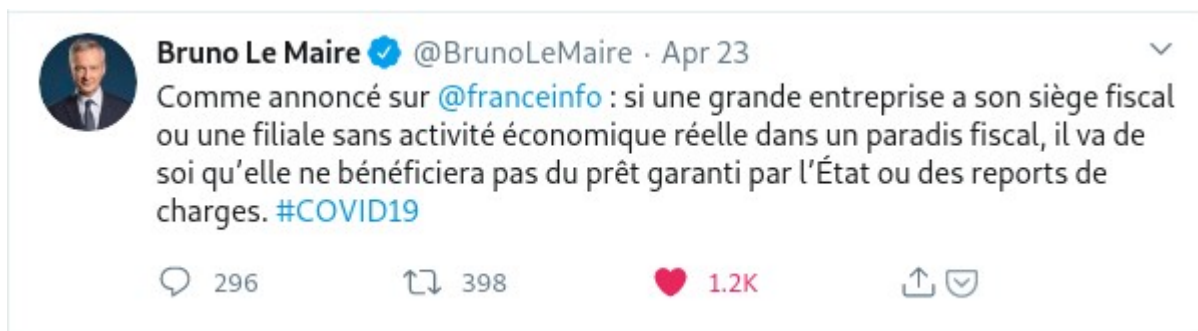 Bruno Le Maire @BrunoLeMaire · Apr 23
Comme annoncé sur @franceinfo : si une grande entreprise a son siège fiscal
ou une filiale sans activité économique réelle dans un paradis fiscal, il va de
soi qu’elle ne bénéficiera pas du prêt garanti par l’État ou des reports de
charges. #COVID19
296 398 1.2K